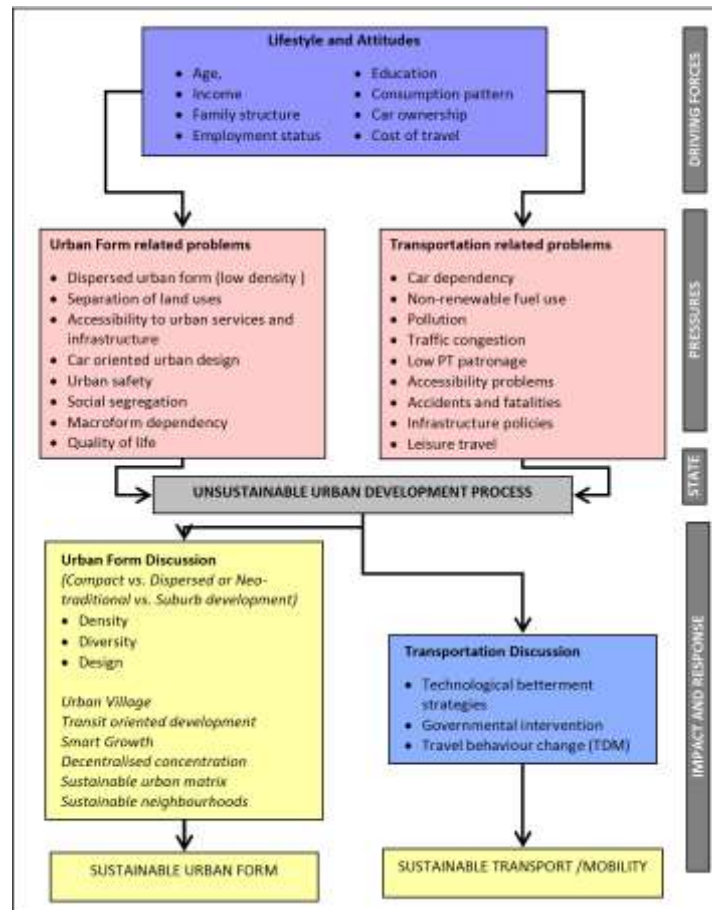 Lifestyle and Attitudes
• Age,
• Income
• Family structure
• Employment status
• Education
• Consumption pattern
• Car ownership
• Cost of travel
DRIVING FORCES
Urban Form related problems
• Dispersed urban form (low density )
• Separation of land uses
• Accessibility to urban services and
infrastructure
• Car oriented urban design
• Urban safety
• Social segregation
• Macroform dependency
• Quality of life
Transportation related problems
• Car dependency
• Non-renewable fuel use
• Pollution
• Traffic congestion
• Low PT patronage
• Accessibility problems
• Accidents and fatalities
• Infrastructure policies
• Leisure travel
PRESSURES
UNSUSTAINABLE URBAN DEVELOPMENT PROCESS
STATE
Urban Form Discussion
(Compact vs. Dispersed or Neo-
traditional vs. Suburb development)
• Density
• Diversity
• Design
Urban Village
Transit oriented development
Smart Growth
Decentralised concentration
Sustainable urban matrix
Sustainable neighbourhoods
Transportation Discussion
• Technological betterment
strategies
• Governmental intervention
• Travel behaviour change (TDM)
IMPACT AND RESPONSE
SUSTAINABLE URBAN FORM
SUSTAINABLE TRANSPORT /MOBILITY